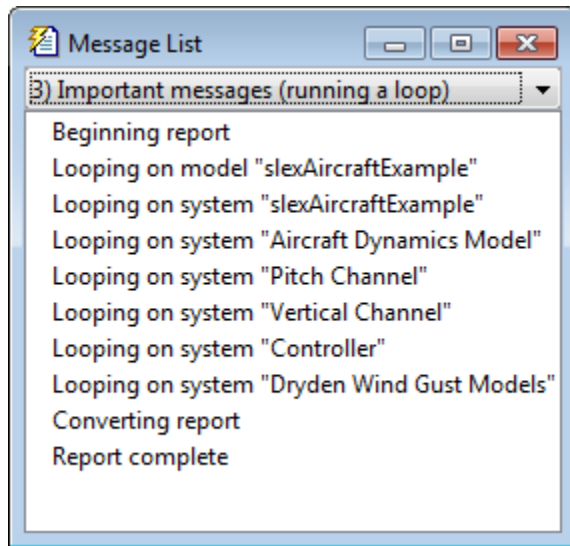 Message List
3) Important messages (running a loop)
Beginning report
Looping on model "slexAircraftExample"
Looping on system "slexAircraftExample"
Looping on system "Aircraft Dynamics Model"
Looping on system "Pitch Channel"
Looping on system "Vertical Channel"
Looping on system "Controller"
Looping on system "Dryden Wind Gust Models"
Converting report
Report complete